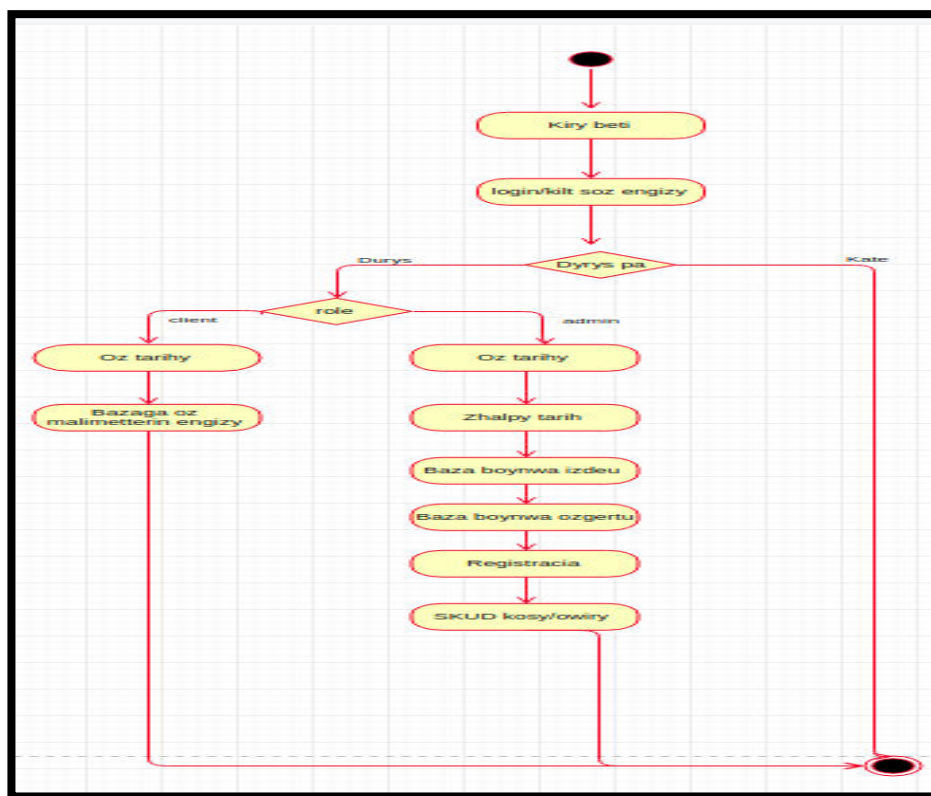 Kiry beti
login/kilt soz engizy
Dyrys pa
Durys
Kate
role
client
admin
Oz tarihy
Oz tarihy
Bazaga oz
malimetterin engizy
Zhalpy tarih
Baza boynwa izdeu
Baza boynwa ozgertu
Registracia
SKUD kosy/owiry